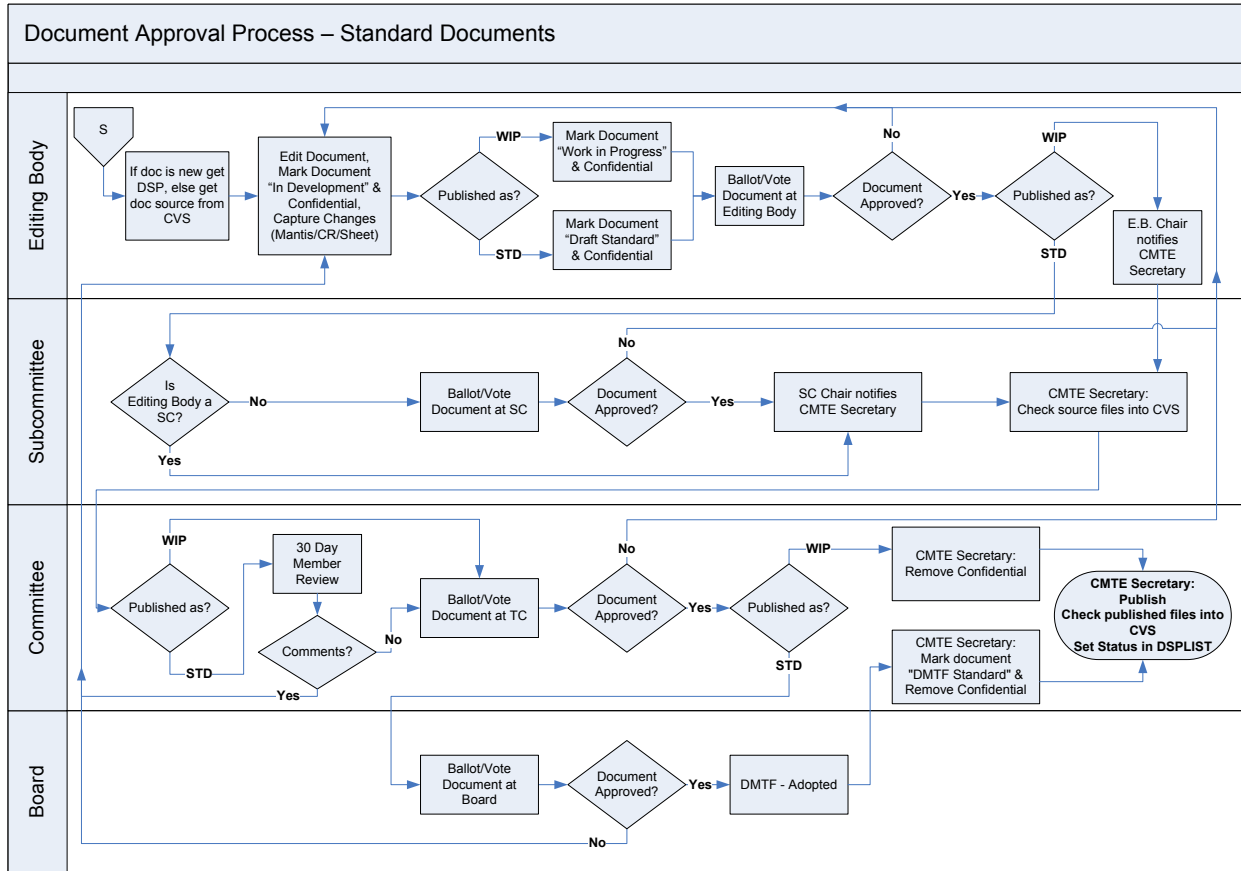 Document Approval Process – Standard Documents
Editing Body
S
If doc is new get
DSP, else get
doc source from
CVS
Edit Document,
Mark Document
“In Development” &
Confidential,
Capture Changes
(Mantis/CR/Sheet)
Published as?
WIP
STD
Mark Document
“Work in Progress”
& Confidential
Mark Document
“Draft Standard”
& Confidential
Ballot/Vote
Document at
Editing Body
Document
Approved?
No
Yes
Published as?
WIP
STD
E.B. Chair
notifies
CMTE
Secretary
Subcommittee
Is
Editing Body a
SC?
No
Yes
Ballot/Vote
Document at SC
Document
Approved?
No
Yes
SC Chair notifies
CMTE Secretary
CMTE Secretary:
Check source files into CVS
Committee
Published as?
WIP
STD
30 Day
Member
Review
Comments?
No
Yes
Ballot/Vote
Document at TC
Document
Approved?
No
Yes
Published as?
WIP
STD
CMTE Secretary:
Remove Confidential
CMTE Secretary:
Mark document
"DMTF Standard" &
Remove Confidential
CMTE Secretary:
Publish
Check published files into
CVS
Set Status in DSPLIST
Board
Ballot/Vote
Document at
Board
Document
Approved?
Yes
No
DMTF - Adopted